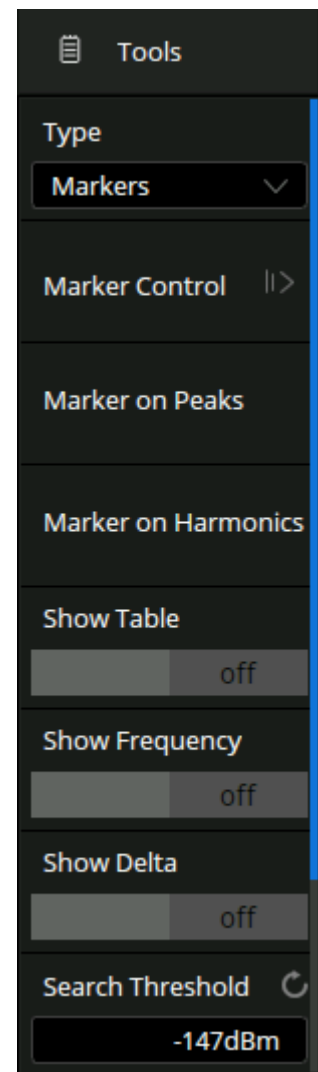 Tools
Type
Markers
Marker Control
Marker on Peaks
Marker on Harmonics
Show Table
off
Show Frequency
off
Show Delta
off
Search Threshold
-147dBm